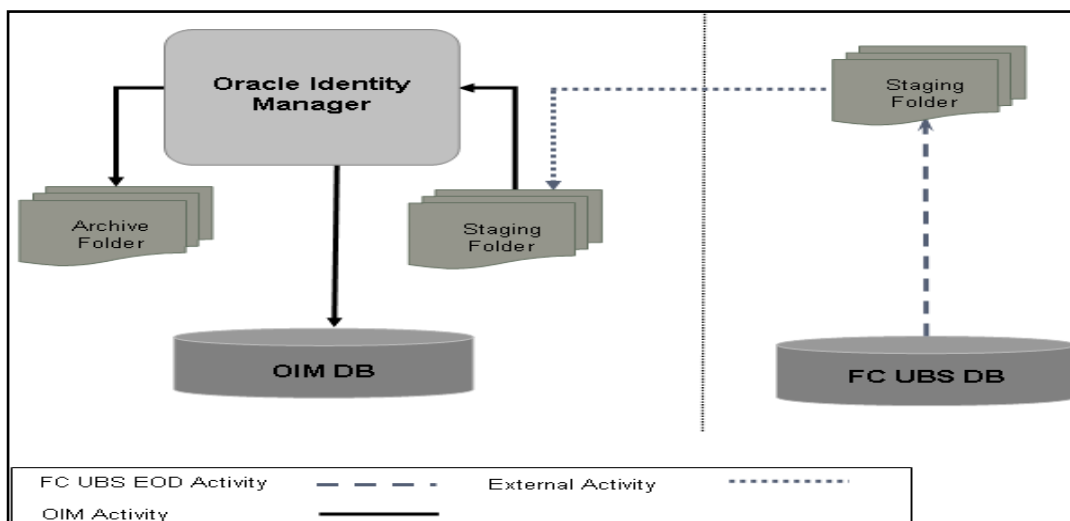 Oracle Identity
Manager
Staging
Folder
Archive
Folder
Staging
Folder
OIM DB
FC UBS DB
FC UBS EOD Activity
External Activity
OIM Activity